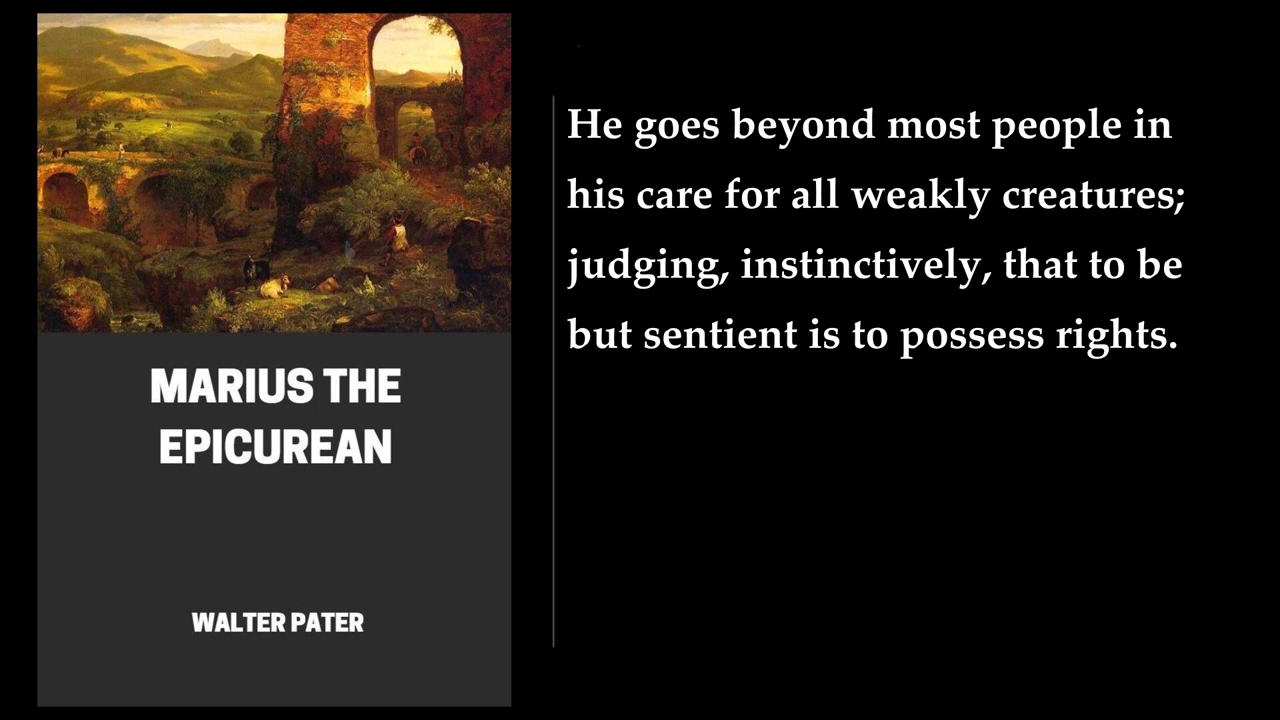 MARIUS THE
EPICUREAN
WALTER PATER
He goes beyond most people in
his care for all weakly creatures;
judging, instinctively, that to be
but sentient is to possess rights.